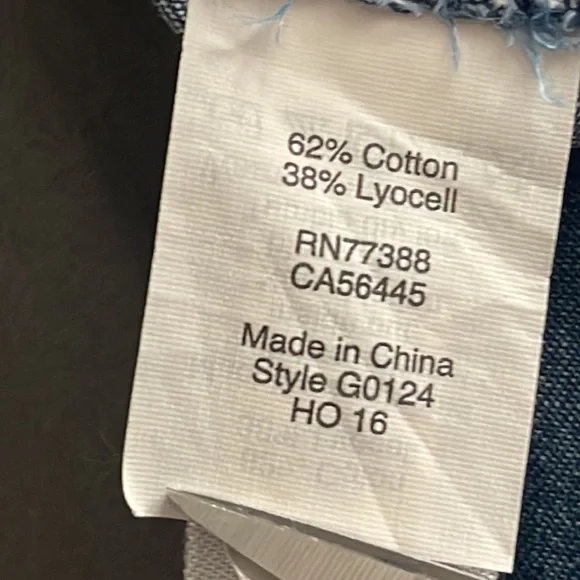 62% Cotton
38% Lyocell
RN77388
CA56445
Made in China
Style G0124
HO 16